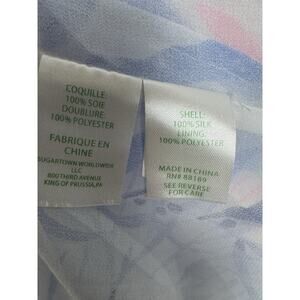 COQUILLE:
100% SOIE
DOUBLURE:
100% POLYESTER
FABRIQUE EN
CHINE
SUGARTOWN WORLDWIDE
LLC
800 THIRD AVENUE
KING OF PRUSSIA,PA
SHELL:
100% SILK
LINING:
100% POLYESTER
MADE IN CHINA
RN# 88169
SEE REVERSE
FOR CARE